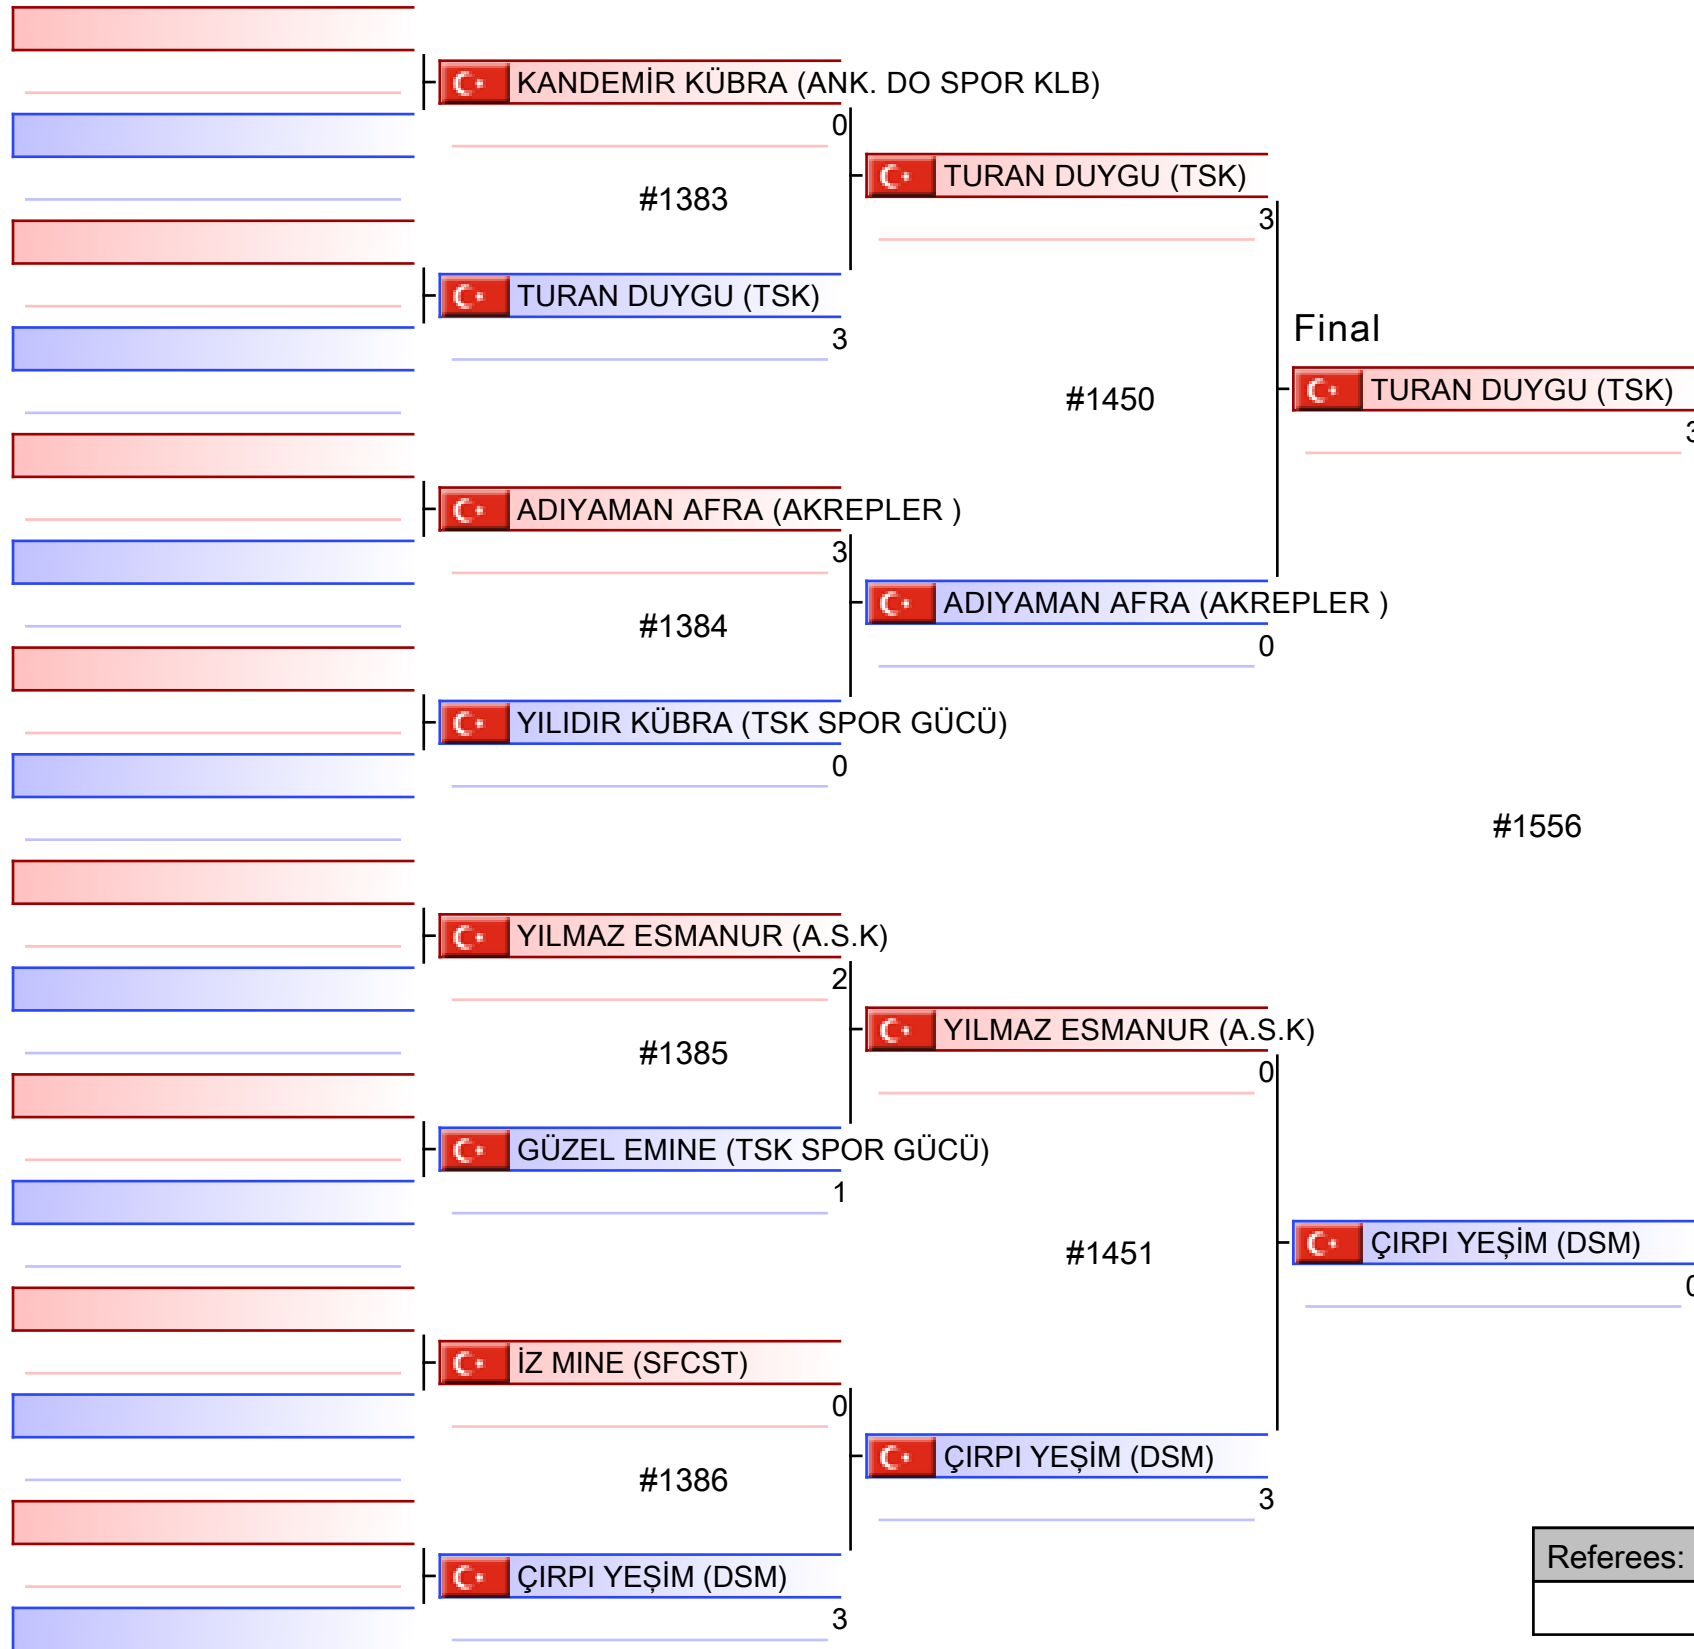 KANDEMİR KÜBRA (ANK. DO SPOR KLB)
0
#1383
TURAN DUYGU (TSK)
3
TURAN DUYGU (TSK)
3
#1450
Final
TURAN DUYGU (TSK)
3
ADIYAMAN AFRA (AKREPLER )
3
#1384
ADIYAMAN AFRA (AKREPLER )
0
YILIDIR KÜBRA (TSK SPOR GÜCÜ)
0
#1556
YILMAZ ESMANUR (A.S.K)
2
#1385
YILMAZ ESMANUR (A.S.K)
0
GÜZEL EMINE (TSK SPOR GÜCÜ)
1
#1451
ÇIRPI YEŞİM (DSM)
0
İZ MINE (SFCST)
0
#1386
ÇIRPI YEŞİM (DSM)
3
ÇIRPI YEŞİM (DSM)
3
Referees: